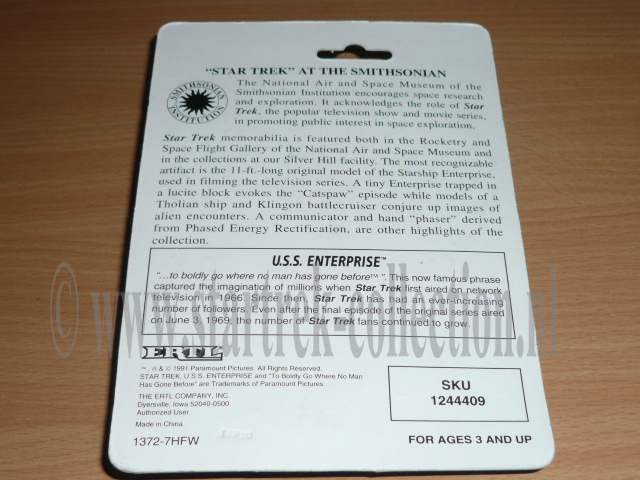 "STAR TREK" AT THE SMITHSONIAN
SMITHSONIAN INSTITUTION
The National Air and Space Museum of the
Smithsonian Institution encourages space research
and exploration. It acknowledges the role of Star
Trek, the popular television show and movie series,
in promoting public interest in space exploration.
Star Trek memorabilia is featured both in the Rocketry and
Space Flight Gallery of the National Air and Space Museum and
in the collections at our Silver Hill facility. The most recognizable
artifact is the 11-ft.-long original model of the Starship Enterprise,
used in filming the television series. A tiny Enterprise trapped in
a lucite block evokes the "Catspaw" episode while models of a
Tholian ship and Klingon battlecruiser conjure up images of
alien encounters. A communicator and hand "phaser" derived
from Phased Energy Rectification, are other highlights of
the collection.
U.S.S. ENTERPRISE™
"...to boldly go where no man has gone before™". This now famous phrase
captured the imagination of millions when Star Trek first aired on network
television in 1966. Since then, Star Trek has had an ever-increasing
number of followers. Even after the final episode of the original series aired
on June 3, 1969, the number of Star Trek fans continued to grow.
© www.startrek-collection.nl
ERTL
™, ® & © 1991 Paramount Pictures. All Rights Reserved.
STAR TREK, U.S.S. ENTERPRISE and "To Boldly Go Where No Man
Has Gone Before" are Trademarks of Paramount Pictures.
THE ERTL COMPANY, INC.
Dyersville, Iowa 52040-0500
Authorized User
Made in China
1372-7HFW
SKU
1244409
FOR AGES 3 AND UP